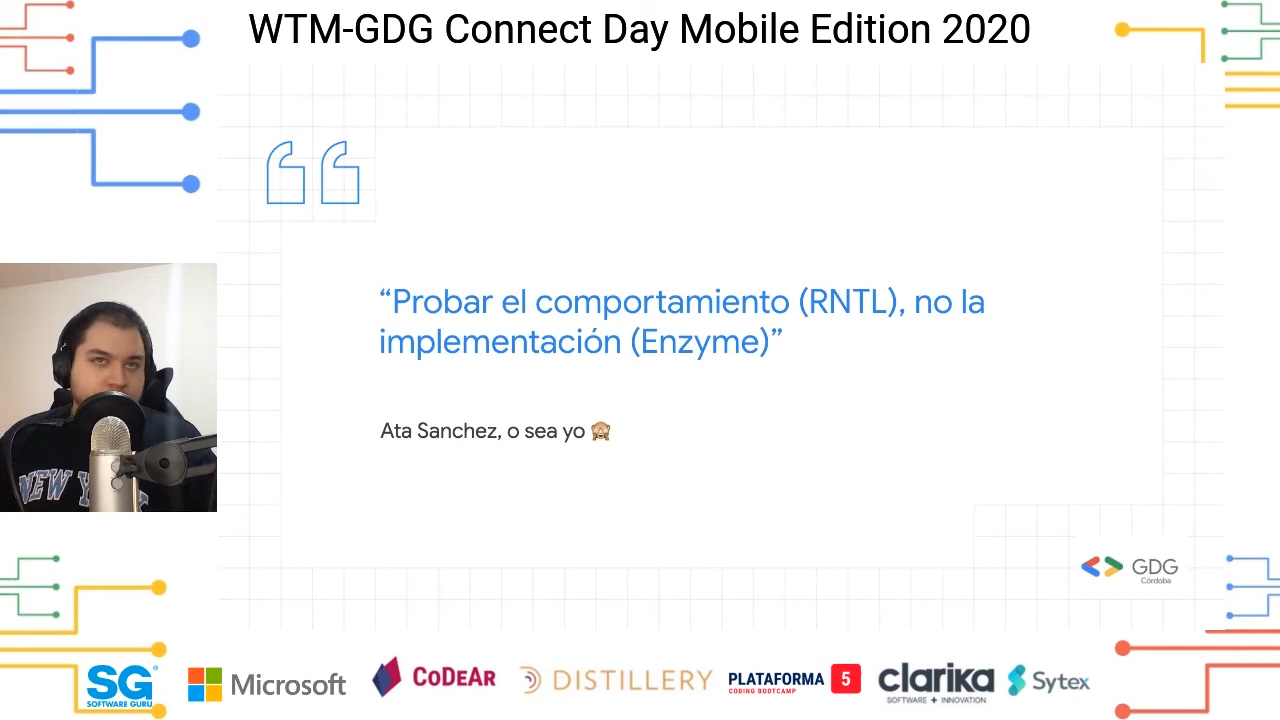 WTM-GDG Connect Day Mobile Edition 2020
“Probar el comportamiento (RNTL), no la
implementación (Enzyme)”
Ata Sanchez, o sea yo 🙈
NEW Y
GDG
Córdoba
SG
SOFTWARE GURU
Microsoft
CoDeAr
DISTILLERY
PLATAFORMA 5
CODING BOOTCAMP
clarika
SOFTWARE + INNOVATION
Sytex